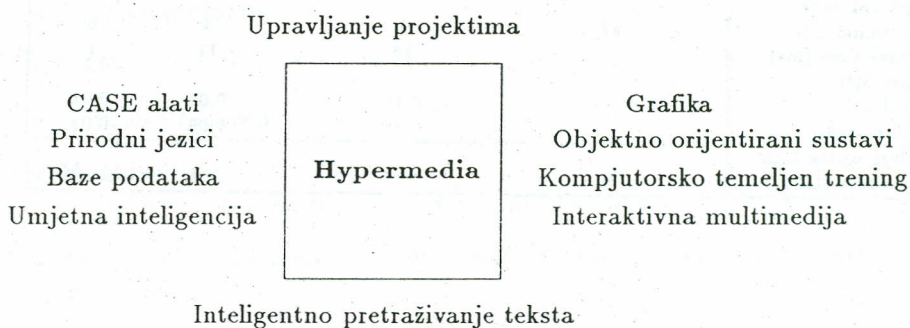 Upravljanje projektima
CASE alati
Prirodni jezici
Baze podataka
Umjetna inteligencija
Hypermedia
Grafika
Objektno orijentirani sustavi
Kompjutorsko temeljen trening
Interaktivna multimedija
Inteligentno pretraživanje teksta